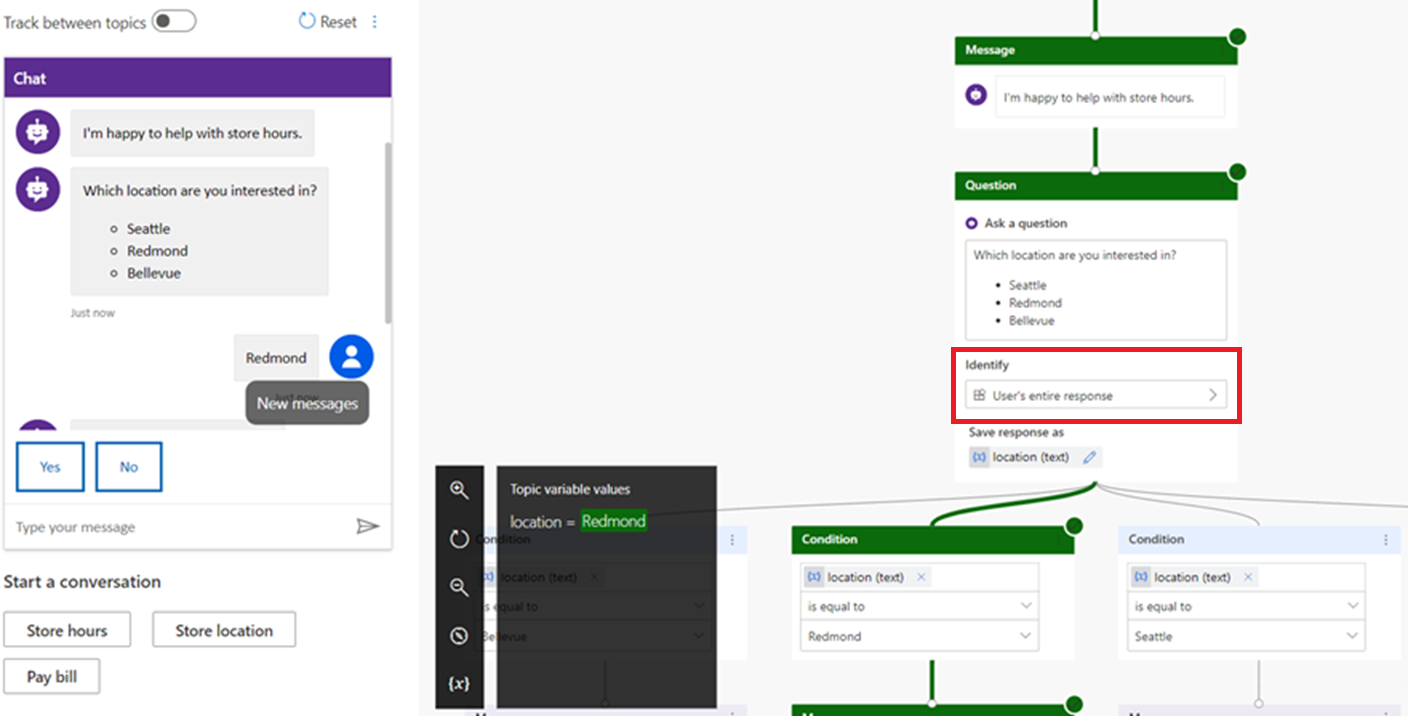 Track between topics
Reset
Chat
I'm happy to help with store hours.
Which location are you interested in?
Seattle
Redmond
Bellevue
Just now
Redmond
Just now
New messages
Yes
No
Type your message
Start a conversation
Store hours
Store location
Pay bill
Message
I'm happy to help with store hours.
Question
Ask a question
Which location are you interested in?
• Seattle
• Redmond
• Bellevue
Identify
User's entire response
Save response as
{x} location (text)
Topic variable values
location = Redmond
{x}
Condition
{x} location (text)
is equal to
Bellevue
Condition
{x} location (text)
is equal to
Redmond
Condition
{x} location (text)
is equal to
Seattle